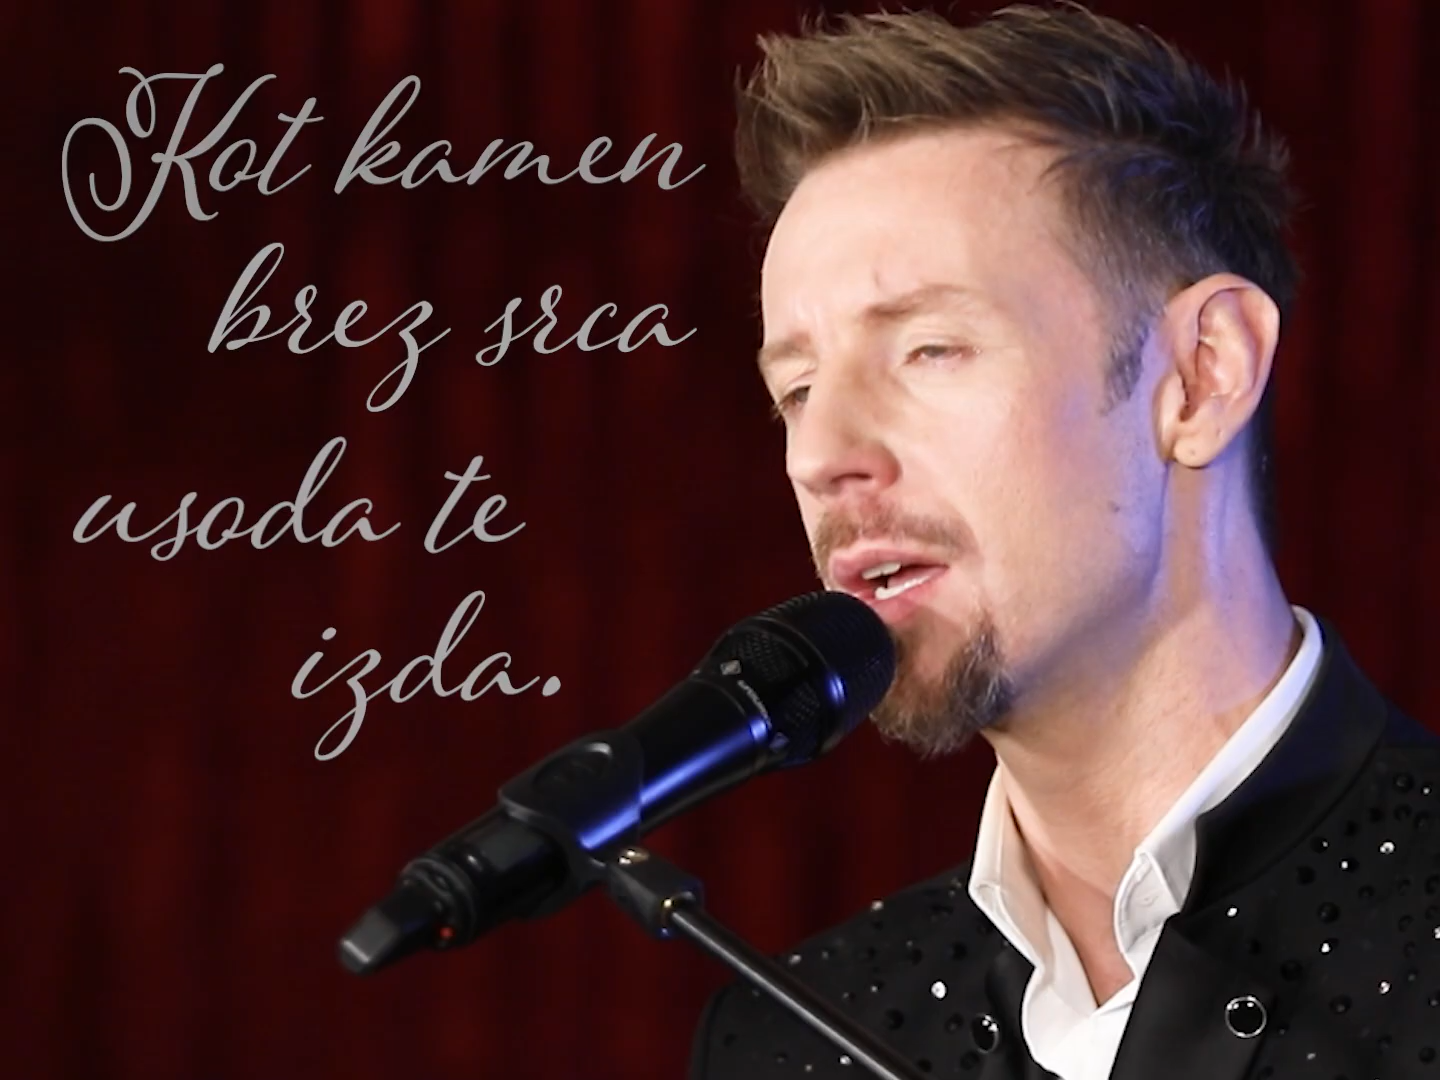 Kot kamen
brez srca
usoda te
izda.